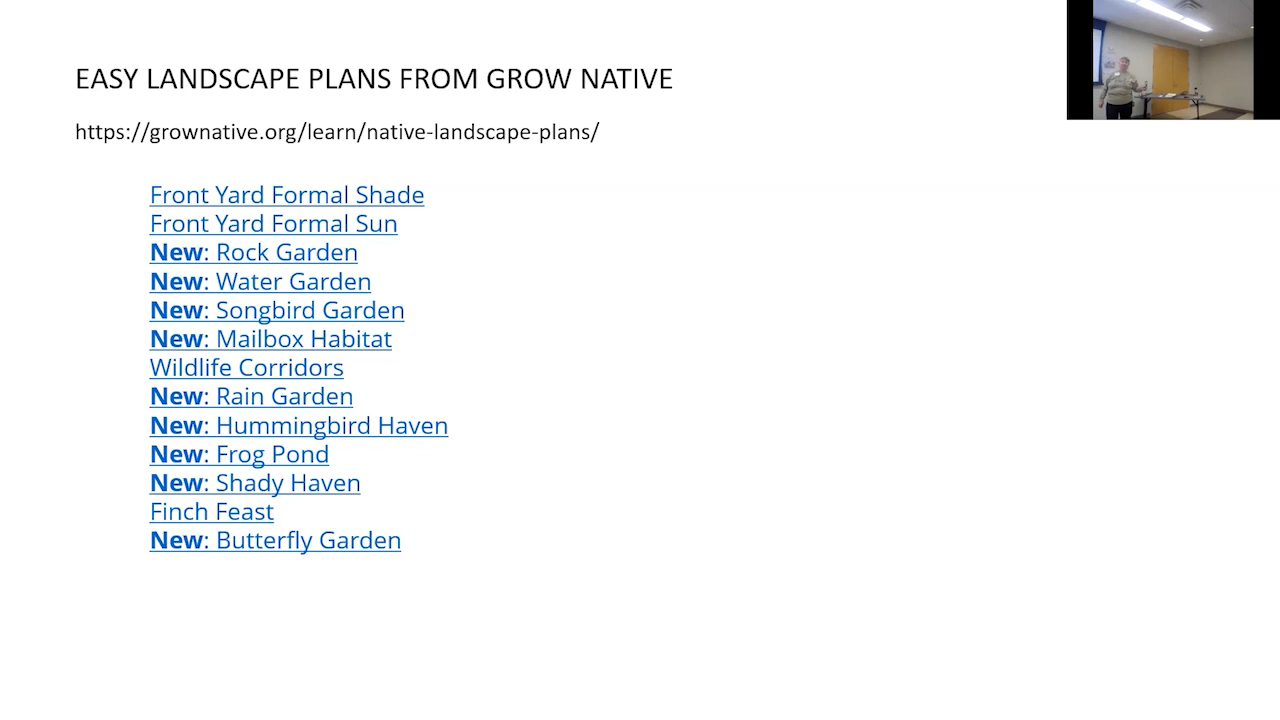 EASY LANDSCAPE PLANS FROM GROW NATIVE
https://grownative.org/learn/native-landscape-plans/
Front Yard Formal Shade
Front Yard Formal Sun
New: Rock Garden
New: Water Garden
New: Songbird Garden
New: Mailbox Habitat
Wildlife Corridors
New: Rain Garden
New: Hummingbird Haven
New: Frog Pond
New: Shady Haven
Finch Feast
New: Butterfly Garden